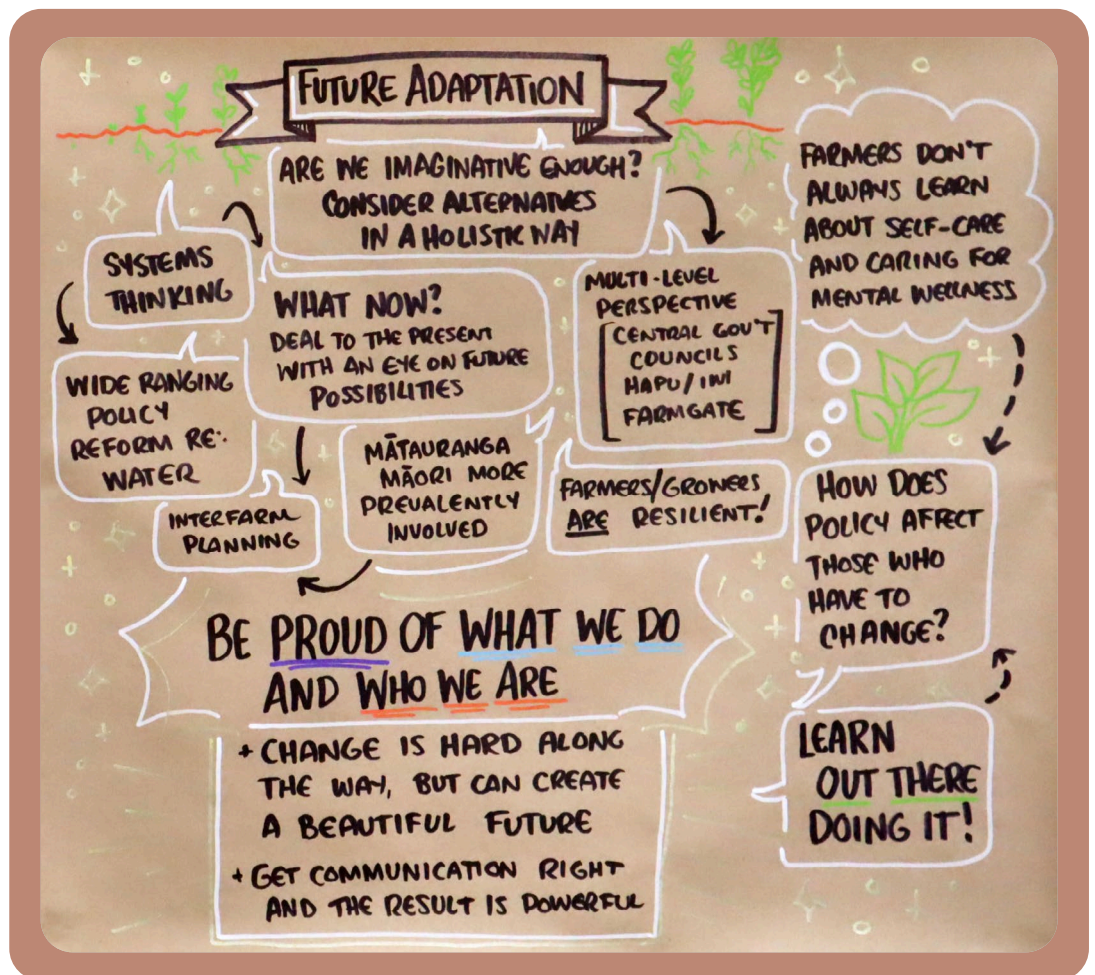 FUTURE ADAPTATION
ARE WE IMAGINATIVE ENOUGH?
CONSIDER ALTERNATIVES
IN A HOLISTIC WAY
SYSTEMS
THINKING
WIDE RANGING
POLICY
REFORM RE:
WATER
INTERFARM
PLANNING
WHAT NOW?
DEAL TO THE PRESENT
WITH AN EYE ON FUTURE
POSSIBILITIES
MĀTAURANGA
MĀORI MORE
PREVALENTLY
INVOLVED
MULTI-LEVEL
PERSPECTIVE
[CENTRAL GOV'T
COUNCILS
HAPU/IWI
FARMGATE]
FARMERS/GROWERS
ARE RESILIENT!
FARMERS DON'T
ALWAYS LEARN
ABOUT SELF-CARE
AND CARING FOR
MENTAL WELLNESS
HOW DOES
POLICY AFFECT
THOSE WHO
HAVE TO
CHANGE?
LEARN
OUT THERE
DOING IT!
BE PROUD OF WHAT WE DO
AND WHO WE ARE
+ CHANGE IS HARD ALONG
THE WAY, BUT CAN CREATE
A BEAUTIFUL FUTURE
+ GET COMMUNICATION RIGHT
AND THE RESULT IS POWERFUL